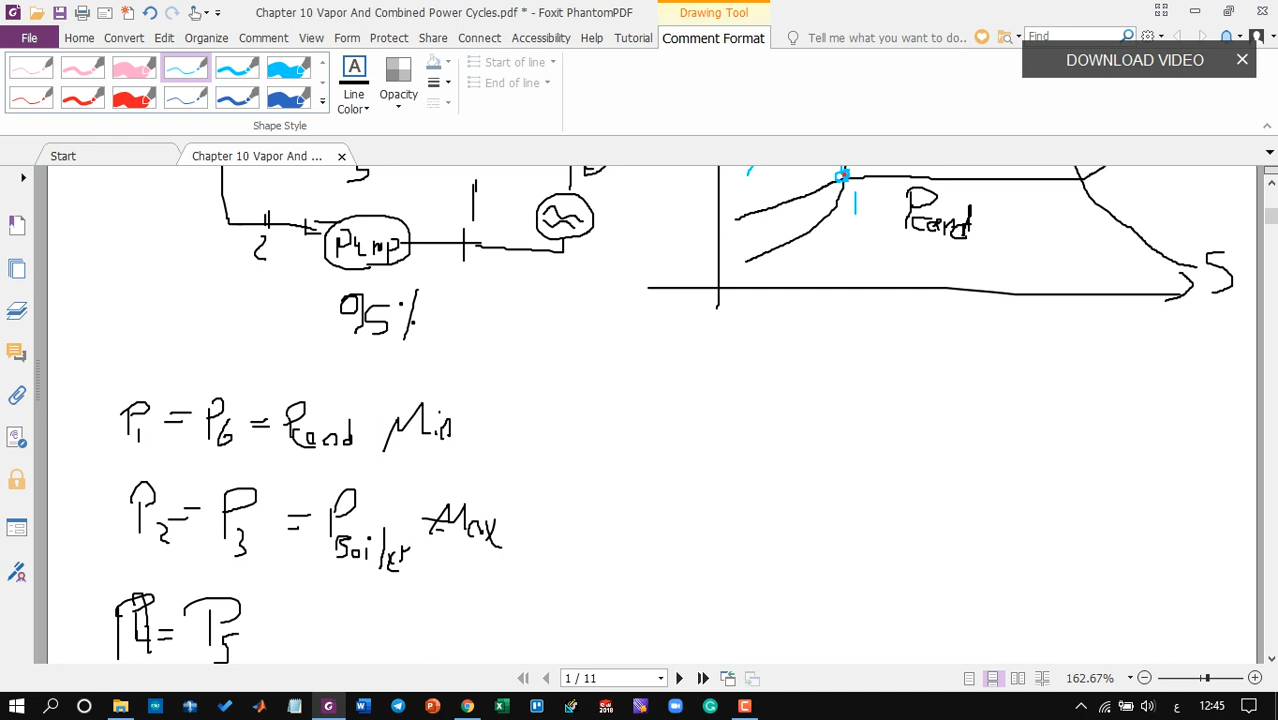 Chapter 10 Vapor And Combined Power Cycles.pdf * - Foxit PhantomPDF
Drawing Tool
File Home Convert Edit Organize Comment View Form Protect Share Connect Accessibility Help Tutorial Comment Format Tell me what you want to do.. Find
DOWNLOAD VIDEO
Line Color Opacity Start of line End of line
Shape Style
Start Chapter 10 Vapor And ...
2 Pump 1
95%
1 Pcond S
P1 = P6 = Pcond Min
P2 = P3 = PBoiler Max
P4 = P5
1 / 11 162.67%
ع 12:45